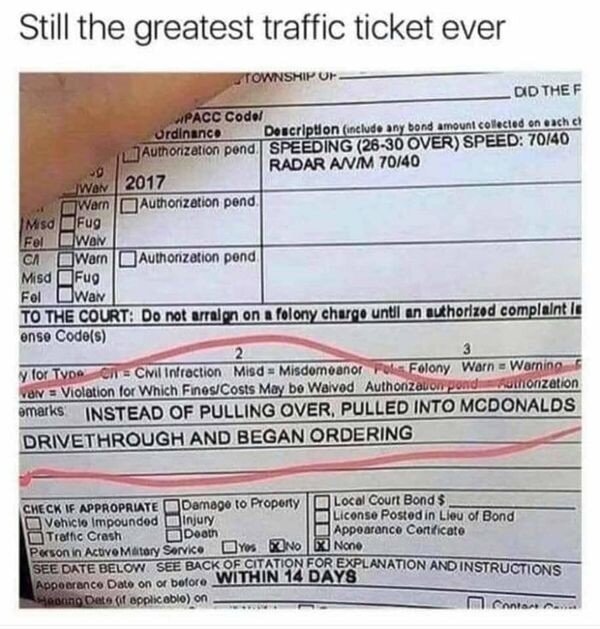 Still the greatest traffic ticket ever
TOWNSHIP OF
DID THE F
PACC Code/
Ordinance
Description (include any bond amount collected on each ch
Authorization pend.
SPEEDING (26-30 OVER) SPEED: 70/40
RADAR A/V/M 70/40
Waiv
2017
Warn
Authorization pend.
Misd
Fug
Fel
Waiv
CA
Warn
Authorization pend
Misd
Fug
Fel
Waiv
TO THE COURT: Do not arraign on a felony charge until an authorized complaint is
ense Code(s)
2
3
y for Type
= Civil Infraction Misd = Misdemeanor Fel = Felony Warn = Warning
= Violation for Which Fines/Costs May be Waived Authorization pend Authorization
emarks: INSTEAD OF PULLING OVER, PULLED INTO MCDONALDS
DRIVETHROUGH AND BEGAN ORDERING
CHECK IF APPROPRIATE
Damage to Property
Local Court Bond $
Vehicle Impounded
Injury
License Posted in Lieu of Bond
Traffic Crash
Death
Appearance Certificate
Person in Active Military Service
Yes
No
None
SEE DATE BELOW. SEE BACK OF CITATION FOR EXPLANATION AND INSTRUCTIONS
Appearance Date on or before WITHIN 14 DAYS
Hearing Date (if applicable) on